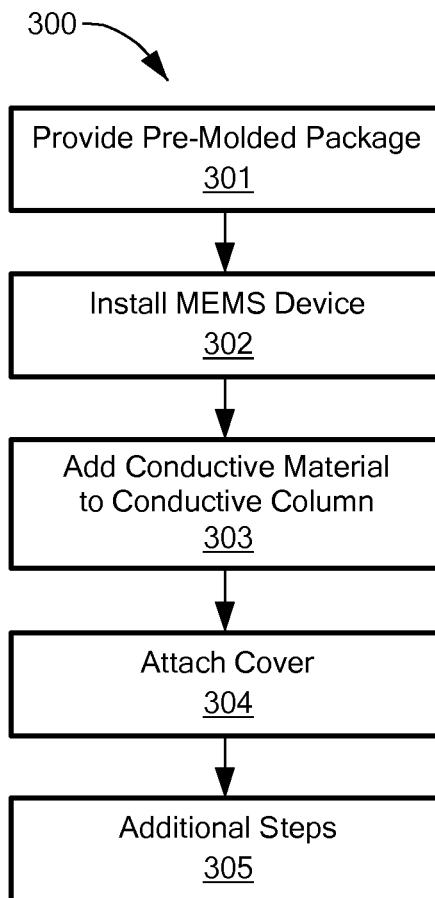 300
Provide Pre-Molded Package
301
Install MEMS Device
302
Add Conductive Material
to Conductive Column
303
Attach Cover
304
Additional Steps
305